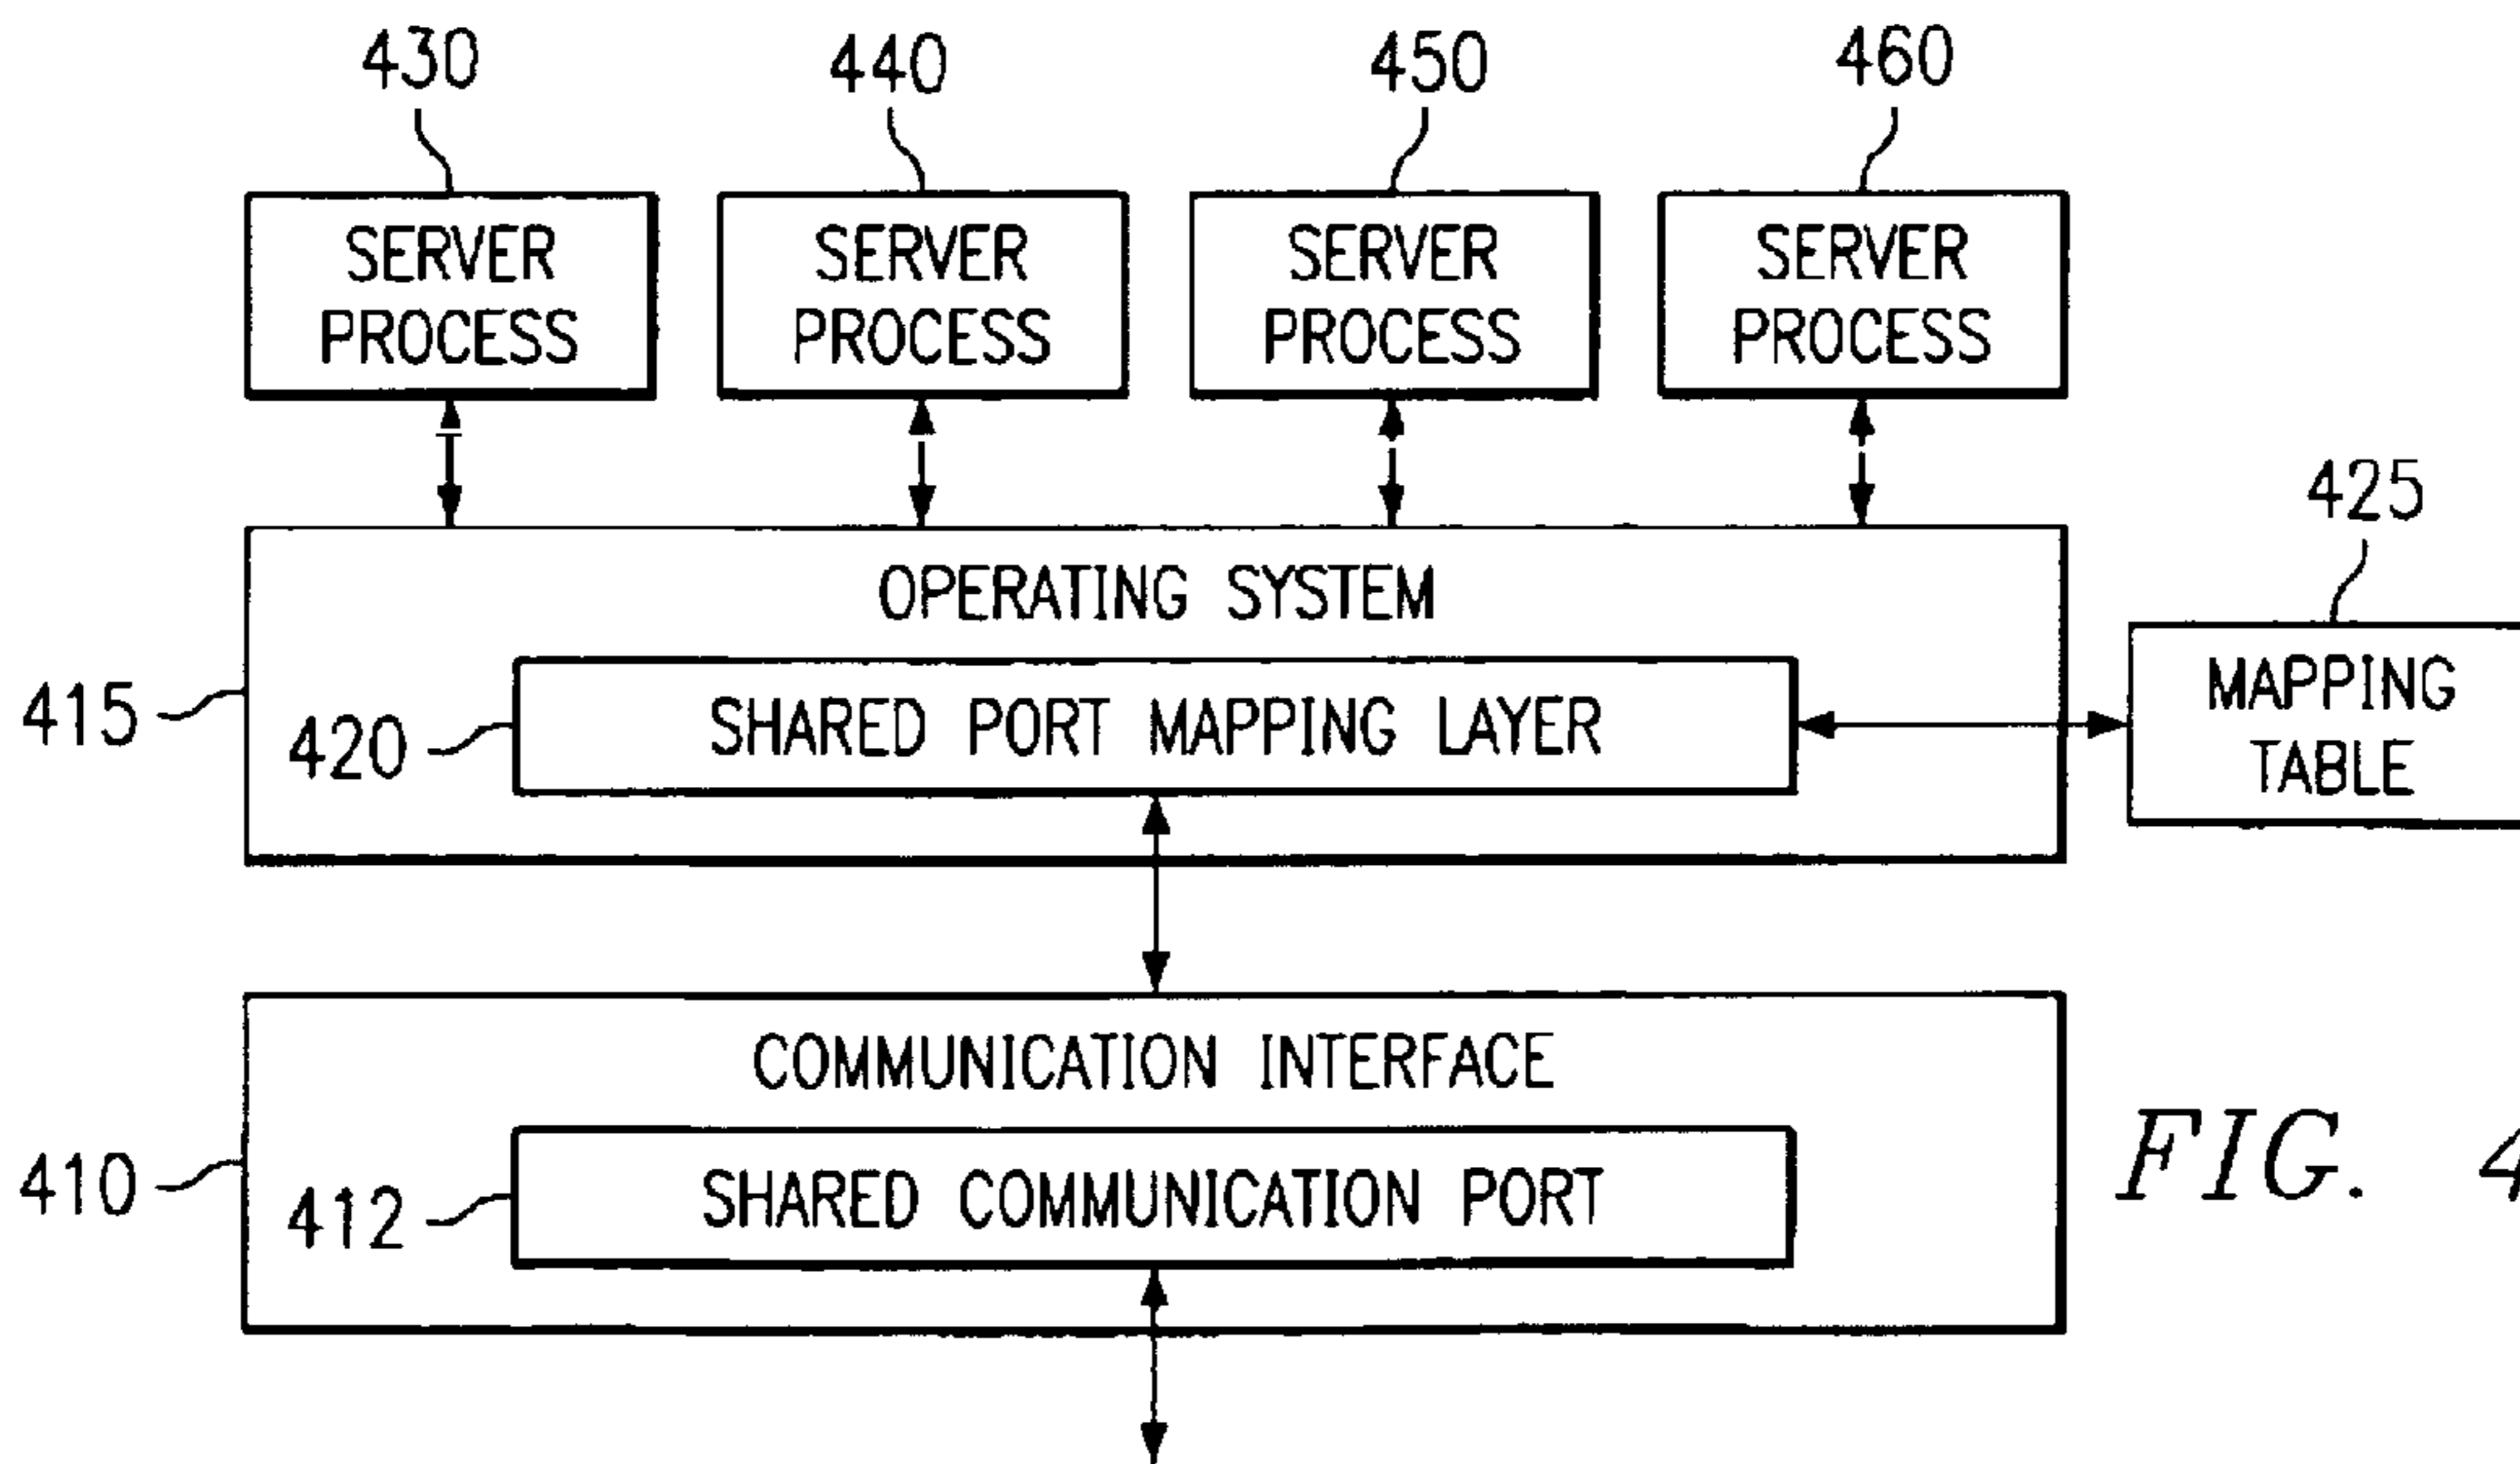 430
440
450
460
SERVER
PROCESS
SERVER
PROCESS
SERVER
PROCESS
SERVER
PROCESS
425
OPERATING SYSTEM
MAPPING
TABLE
415
420
SHARED PORT MAPPING LAYER
COMMUNICATION INTERFACE
410
412
SHARED COMMUNICATION PORT
FIG. 4